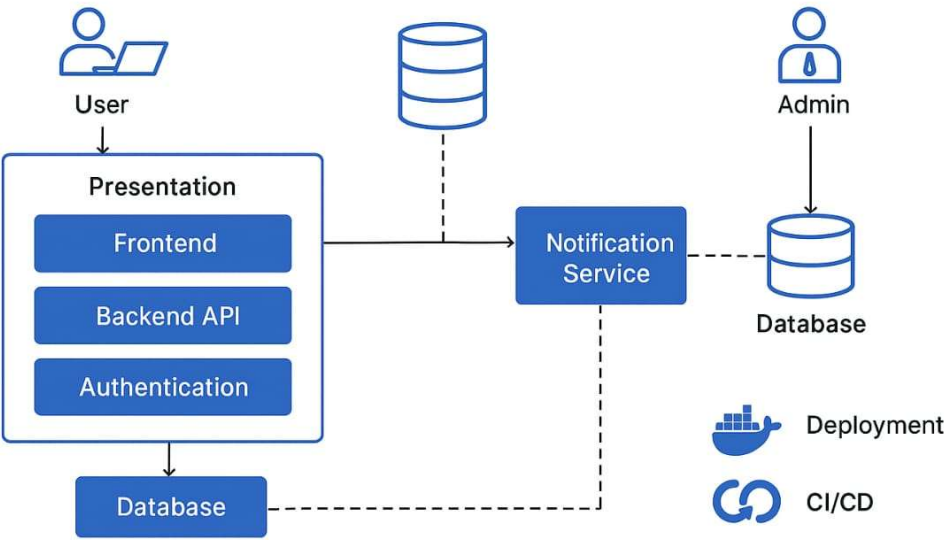 User
Admin
Presentation
Frontend
Backend API
Authentication
Notification
Service
Database
Database
Deployment
CI/CD